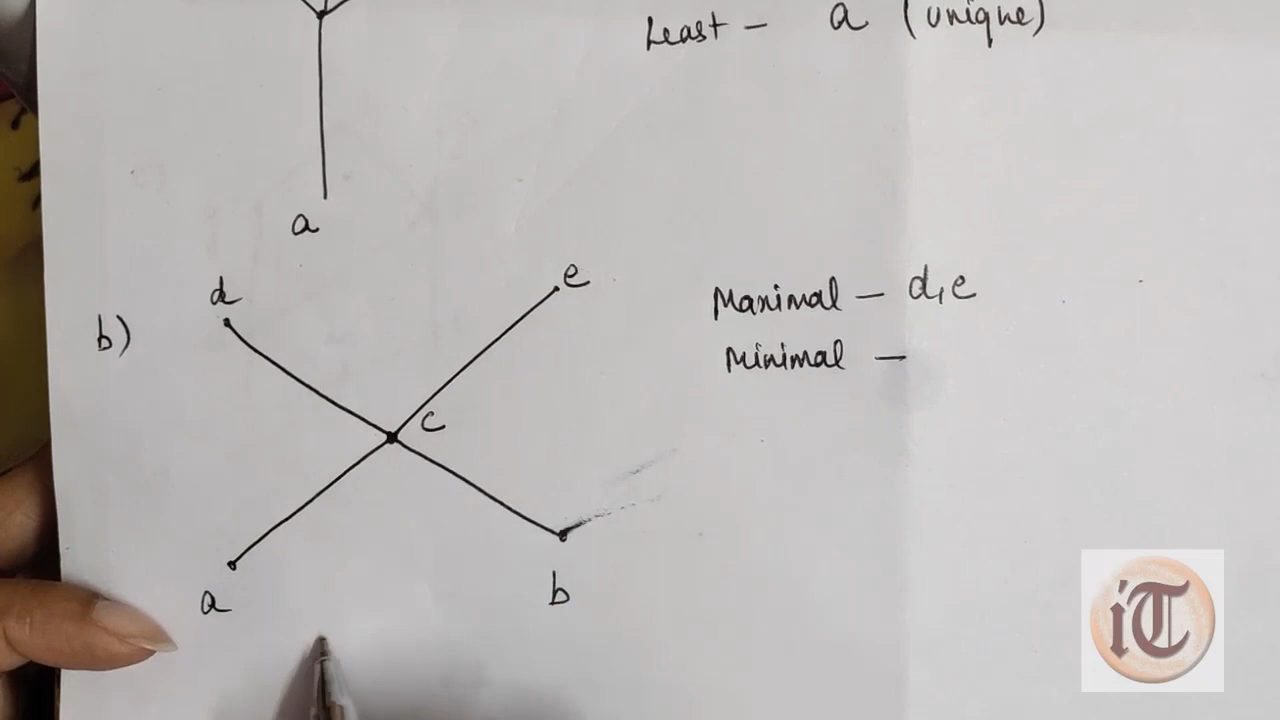 Least - a (unique)
a
d
e
b)
Maximal - d, e
Minimal -
c
a
b
iT